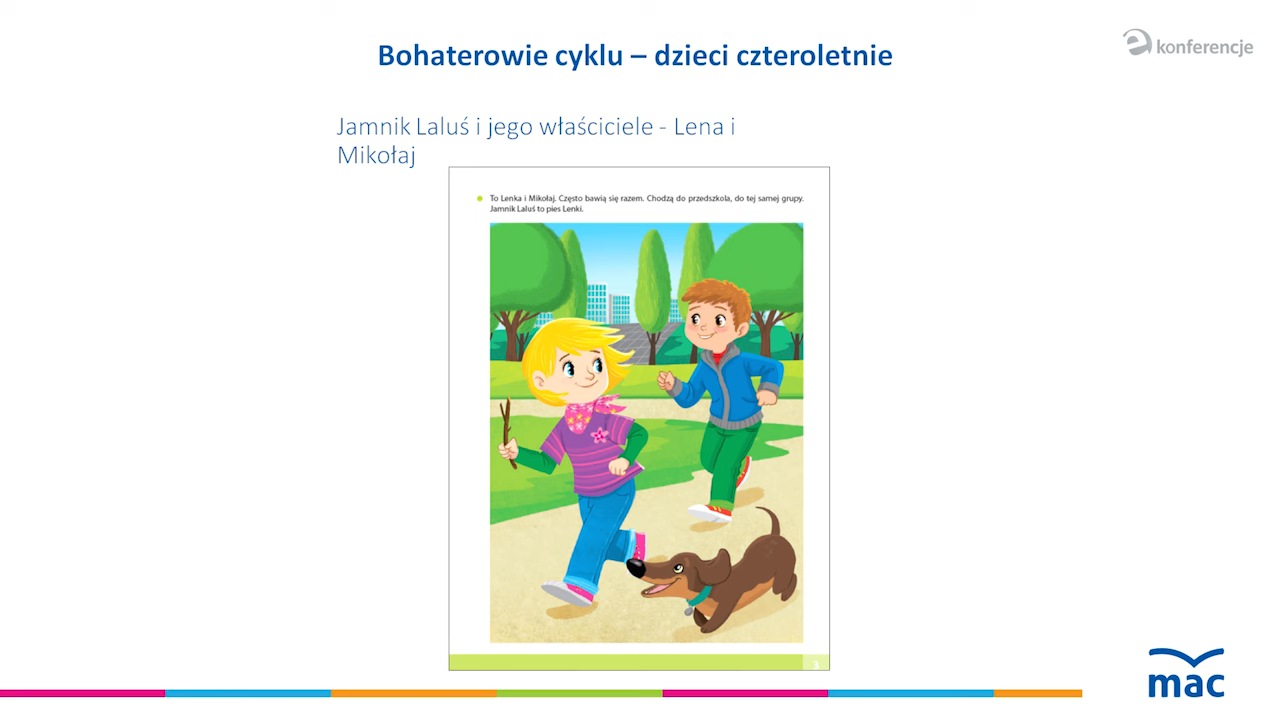 Bohaterowie cyklu – dzieci czteroletnie
konferencje
Jamnik Laluś i jego właściciele - Lena i
Mikołaj
To Lenka i Mikołaj. Często bawią się razem. Chodzą do przedszkola, do tej samej grupy.
Jamnik Laluś to pies Lenki.
3
mac